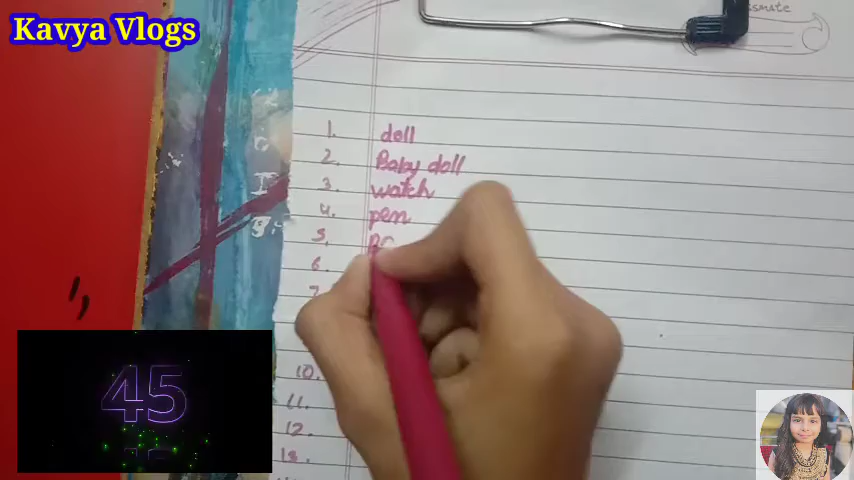 Kavya Vlogs
1. doll
2. Baby doll
3. watch
4. pen
5.
6.
7
10.
11.
12.
13.
45